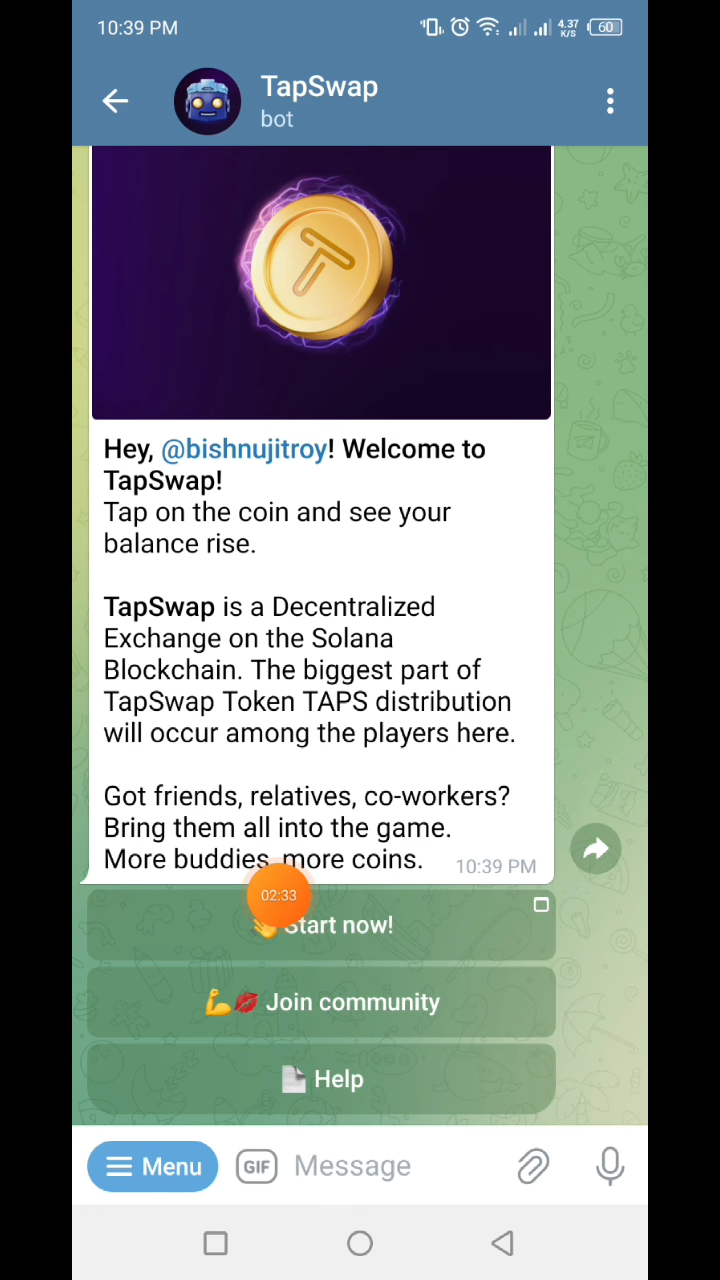 10:39 PM
4.37
K/S
60
TapSwap
bot
T
Hey, @bishnujitroy! Welcome to
TapSwap!
Tap on the coin and see your
balance rise.
TapSwap is a Decentralized
Exchange on the Solana
Blockchain. The biggest part of
TapSwap Token TAPS distribution
will occur among the players here.
Got friends, relatives, co-workers?
Bring them all into the game.
More buddies, more coins. 10:39 PM
02:33
👋 Start now!
💪💋 Join community
📄 Help
Menu
GIF
Message